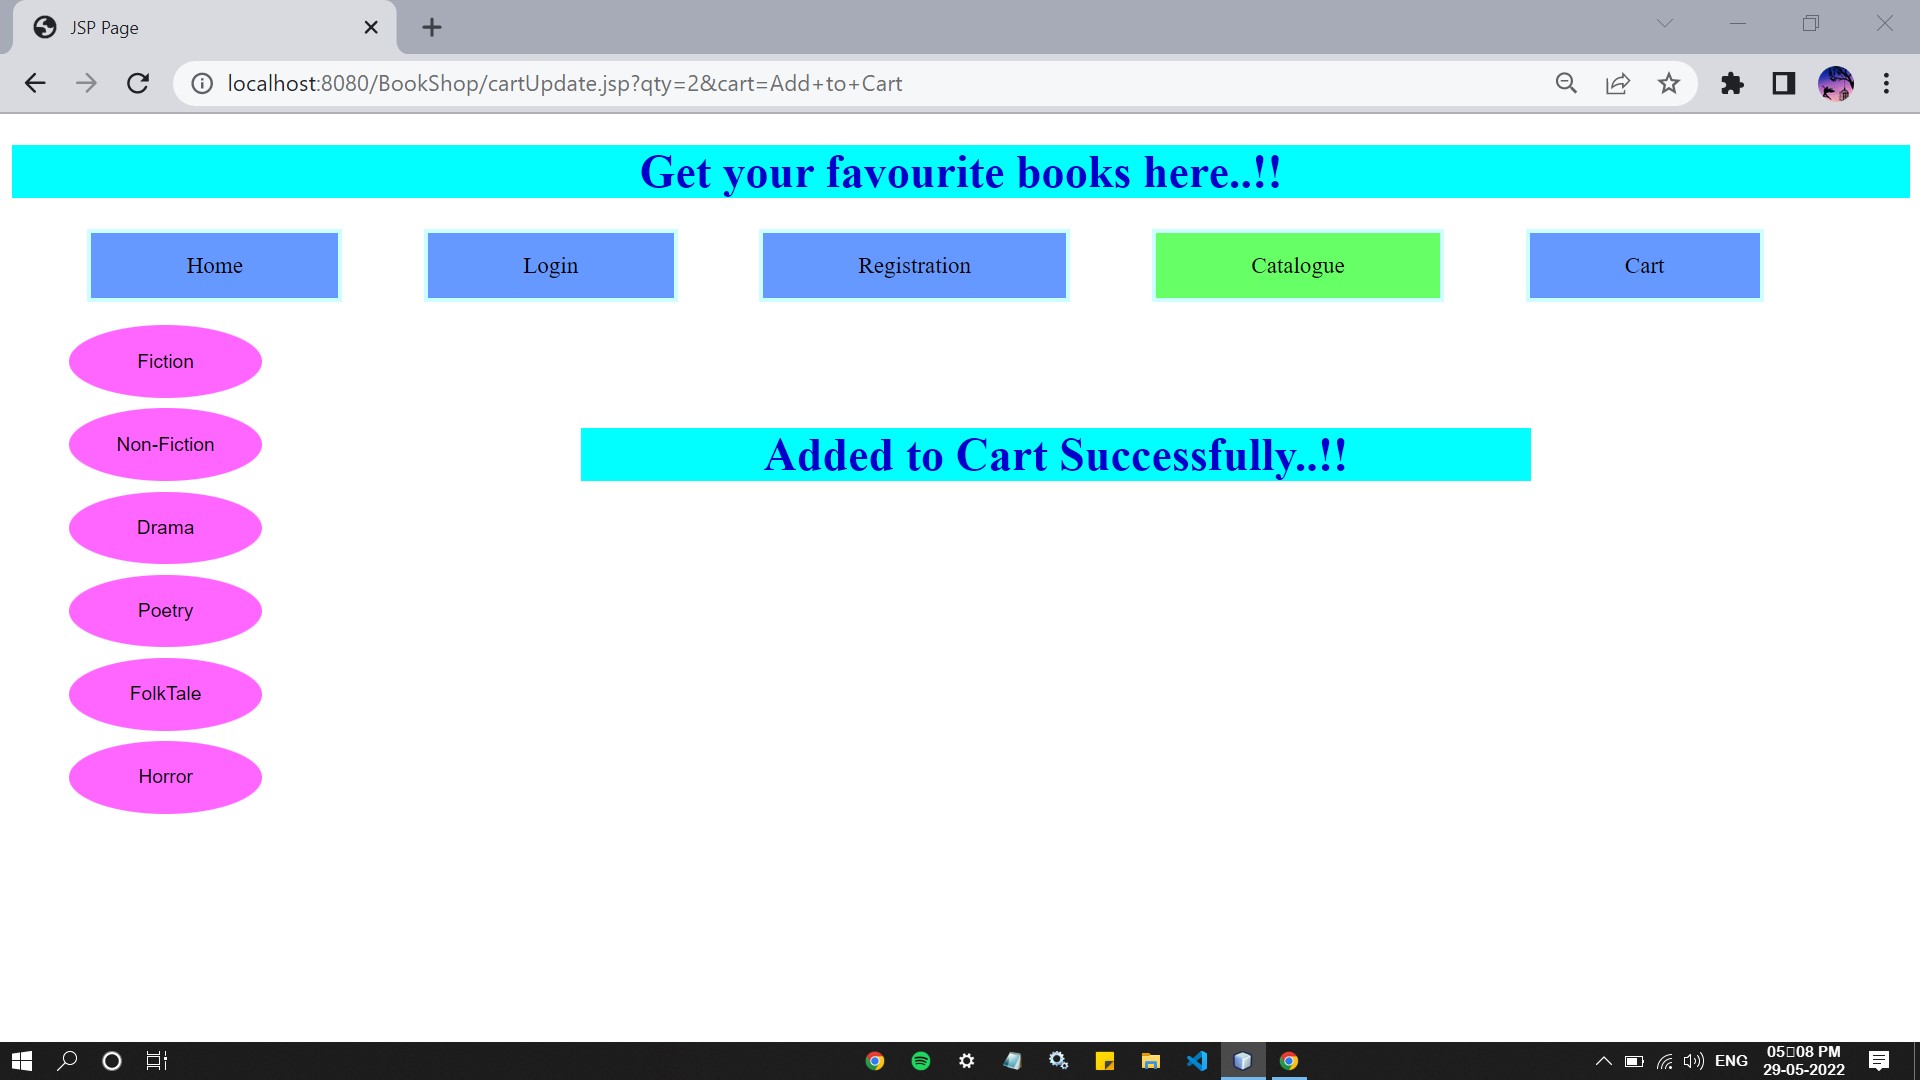 JSP Page
localhost:8080/BookShop/cartUpdate.jsp?qty=2&cart=Add+to+Cart
Get your favourite books here..!!
Home Login Registration Catalogue Cart
Fiction
Non-Fiction
Added to Cart Successfully..!!
Drama
Poetry
FolkTale
Horror
ENG
05▯08 PM
29-05-2022